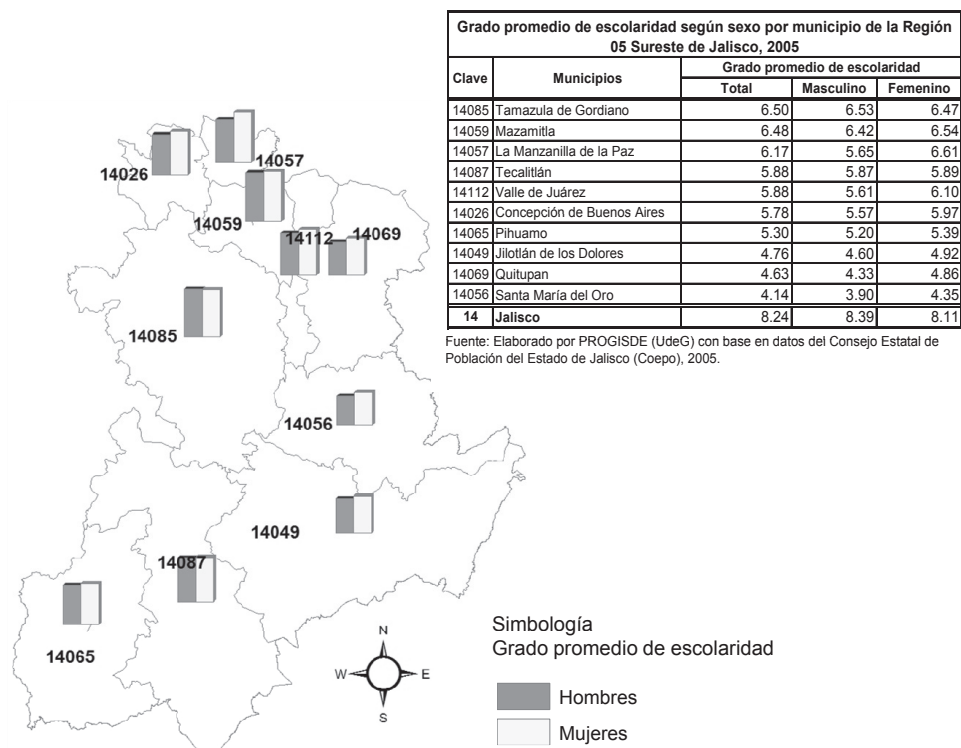 Grado promedio de escolaridad según sexo por municipio de la Región
05 Sureste de Jalisco, 2005
Clave Municipios Grado promedio de escolaridad
Total Masculino Femenino
14085 Tamazula de Gordiano 6.50 6.53 6.47
14059 Mazamitla 6.48 6.42 6.54
14057 La Manzanilla de la Paz 6.17 5.65 6.61
14087 Tecalitlán 5.88 5.87 5.89
14112 Valle de Juárez 5.88 5.61 6.10
14026 Concepción de Buenos Aires 5.78 5.57 5.97
14065 Pihuamo 5.30 5.20 5.39
14049 Jilotlán de los Dolores 4.76 4.60 4.92
14069 Quitupan 4.63 4.33 4.86
14056 Santa María del Oro 4.14 3.90 4.35
14 Jalisco 8.24 8.39 8.11
Fuente: Elaborado por PROGISDE (UdeG) con base en datos del Consejo Estatal de
Población del Estado de Jalisco (Coepo), 2005.
14057
14026
14059
14112
14069
14085
14056
14049
14087
14065
N
W
E
S
Simbología
Grado promedio de escolaridad
Hombres
Mujeres